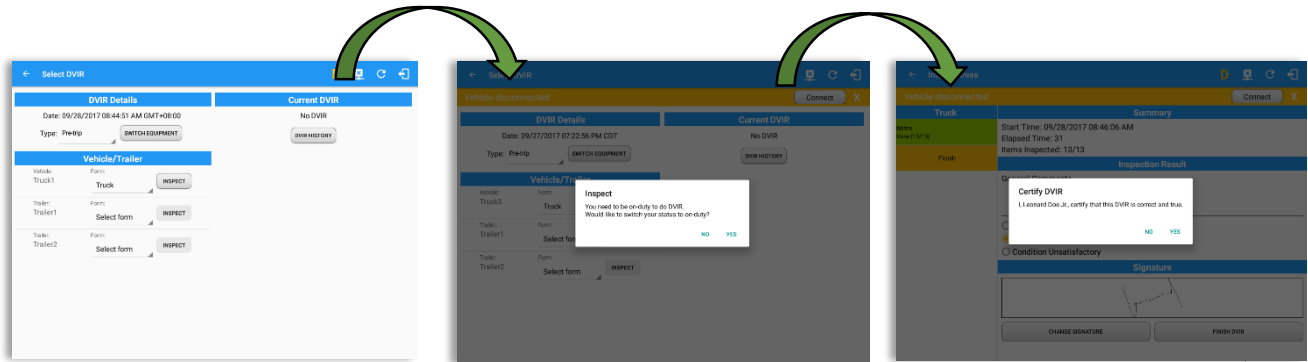 Select DVIR
DVIR Details
Current DVIR
Date: 09/28/2017 08:44:51 AM GMT+08:00
No DVIR
Type: Pre-trip
SWITCH EQUIPMENT
DVIR HISTORY
Vehicle/Trailer
Vehicle:
Form:
Truck1
Truck
INSPECT
Trailer:
Form:
Trailer1
Select form
INSPECT
Trailer:
Form:
Trailer2
Select form
INSPECT
Vehicle disconnected
Connect X
DVIR Details
Current DVIR
Date: 09/27/2017 07:22:56 PM CDT
No DVIR
Type: Pre-trip
SWITCH EQUIPMENT
DVIR HISTORY
Vehicle:
Form:
Truck3
Truck
Trailer:
Form:
Trailer1
Select for
Trailer:
Form:
Trailer2
Select form
INSPECT
Inspect
You need to be on-duty to do DVIR.
Would like to switch your status to on-duty?
NO YES
D
Vehicle disconnected
Connect X
Truck
Summary
Items
Done (13/13)
Finish
Start Time: 09/28/2017 08:46:06 AM
Elapsed Time: 31
Items Inspected: 13/13
Inspection Result
General Comments
Certify DVIR
I, Leonard Doe Jr., certify that this DVIR is correct and true.
NO YES
Condition Unsatisfactory
Signature
CHANGE SIGNATURE
FINISH DVIR